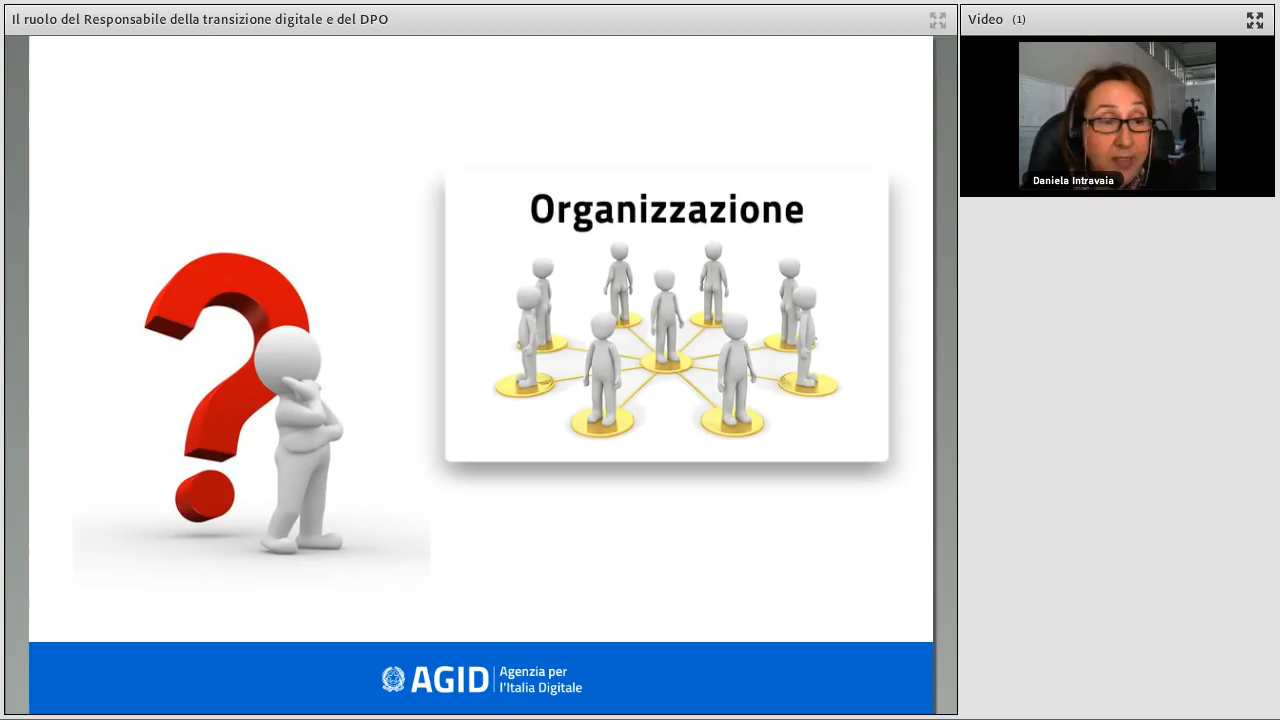 Il ruolo del Responsabile della transizione digitale e del DPO
Video (1)
Daniela Intravaia
Organizzazione
AGID
Agenzia per
l'Italia Digitale